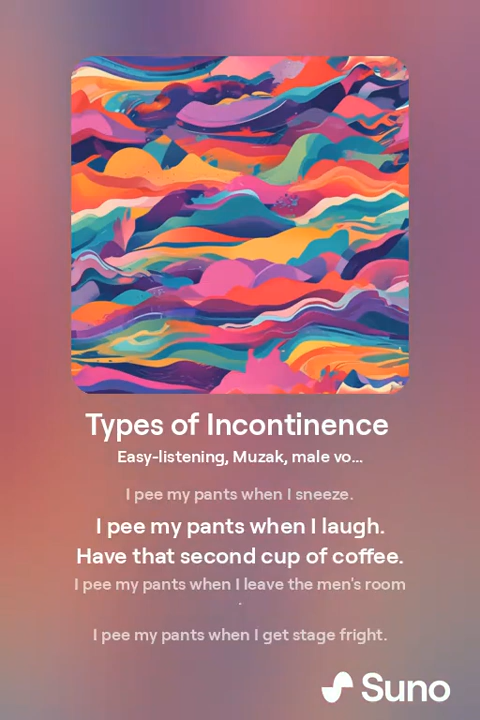 Types of Incontinence
Easy-listening, Muzak, male vo...
I pee my pants when I sneeze.
I pee my pants when I laugh.
Have that second cup of coffee.
I pee my pants when I leave the men's room
.
I pee my pants when I get stage fright.
Suno